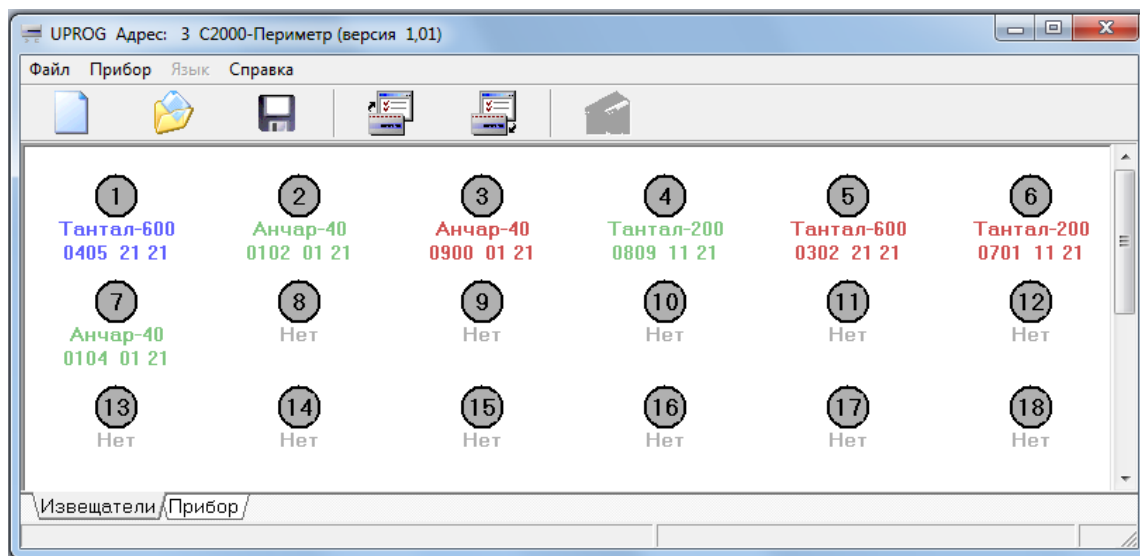 UPROG Адрес: 3 С2000-Периметр (версия 1,01)
Файл Прибор Язык Справка
1 2 3 4 5 6
Тантал-600 Анчар-40 Анчар-40 Тантал-200 Тантал-600 Тантал-200
0405 21 21 0102 01 21 0900 01 21 0809 11 21 0302 21 21 0701 11 21
7 8 9 10 11 12
Анчар-40 Нет Нет Нет Нет Нет
0104 01 21
13 14 15 16 17 18
Нет Нет Нет Нет Нет Нет
Извещатели Прибор